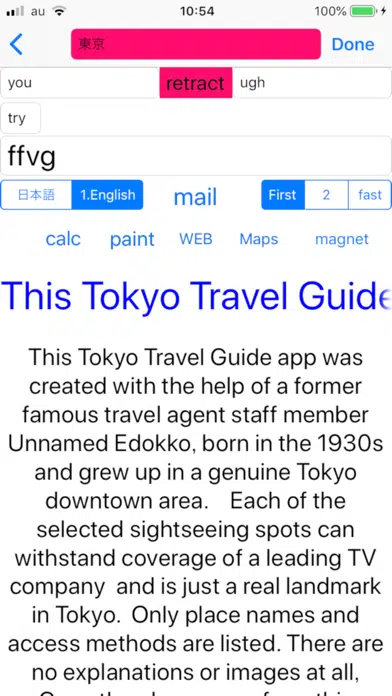 au 10:54 100%
東京 Done
you retract ugh
try
ffvg
日本語 1.English mail First 2 fast
calc paint WEB Maps magnet
This Tokyo Travel Guide
This Tokyo Travel Guide app was
created with the help of a former
famous travel agent staff member
Unnamed Edokko, born in the 1930s
and grew up in a genuine Tokyo
downtown area. Each of the
selected sightseeing spots can
withstand coverage of a leading TV
company and is just a real landmark
in Tokyo. Only place names and
access methods are listed. There are
no explanations or images at all,